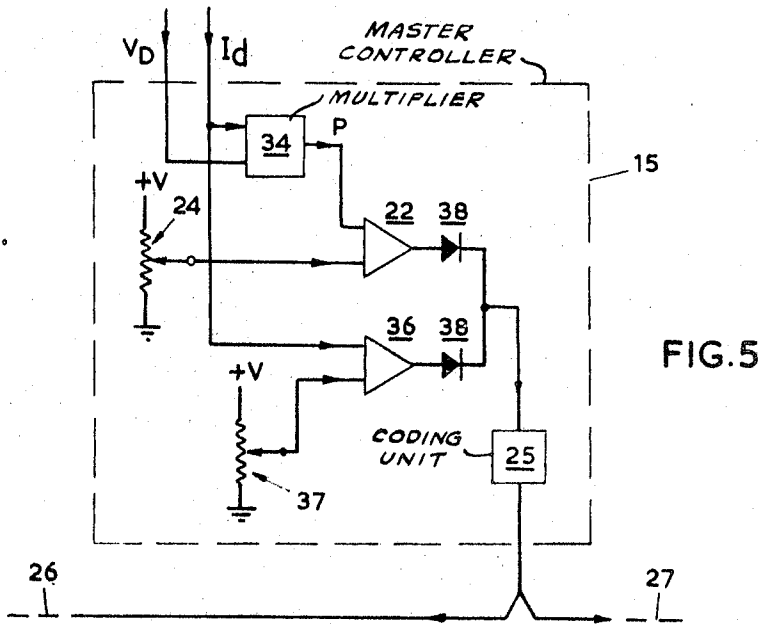 MASTER
CONTROLLER
V_D I_d
MULTIPLIER
34 P
15
+V
24
22 38
36 38
FIG.5
+V
CODING
UNIT
25
37
26
27